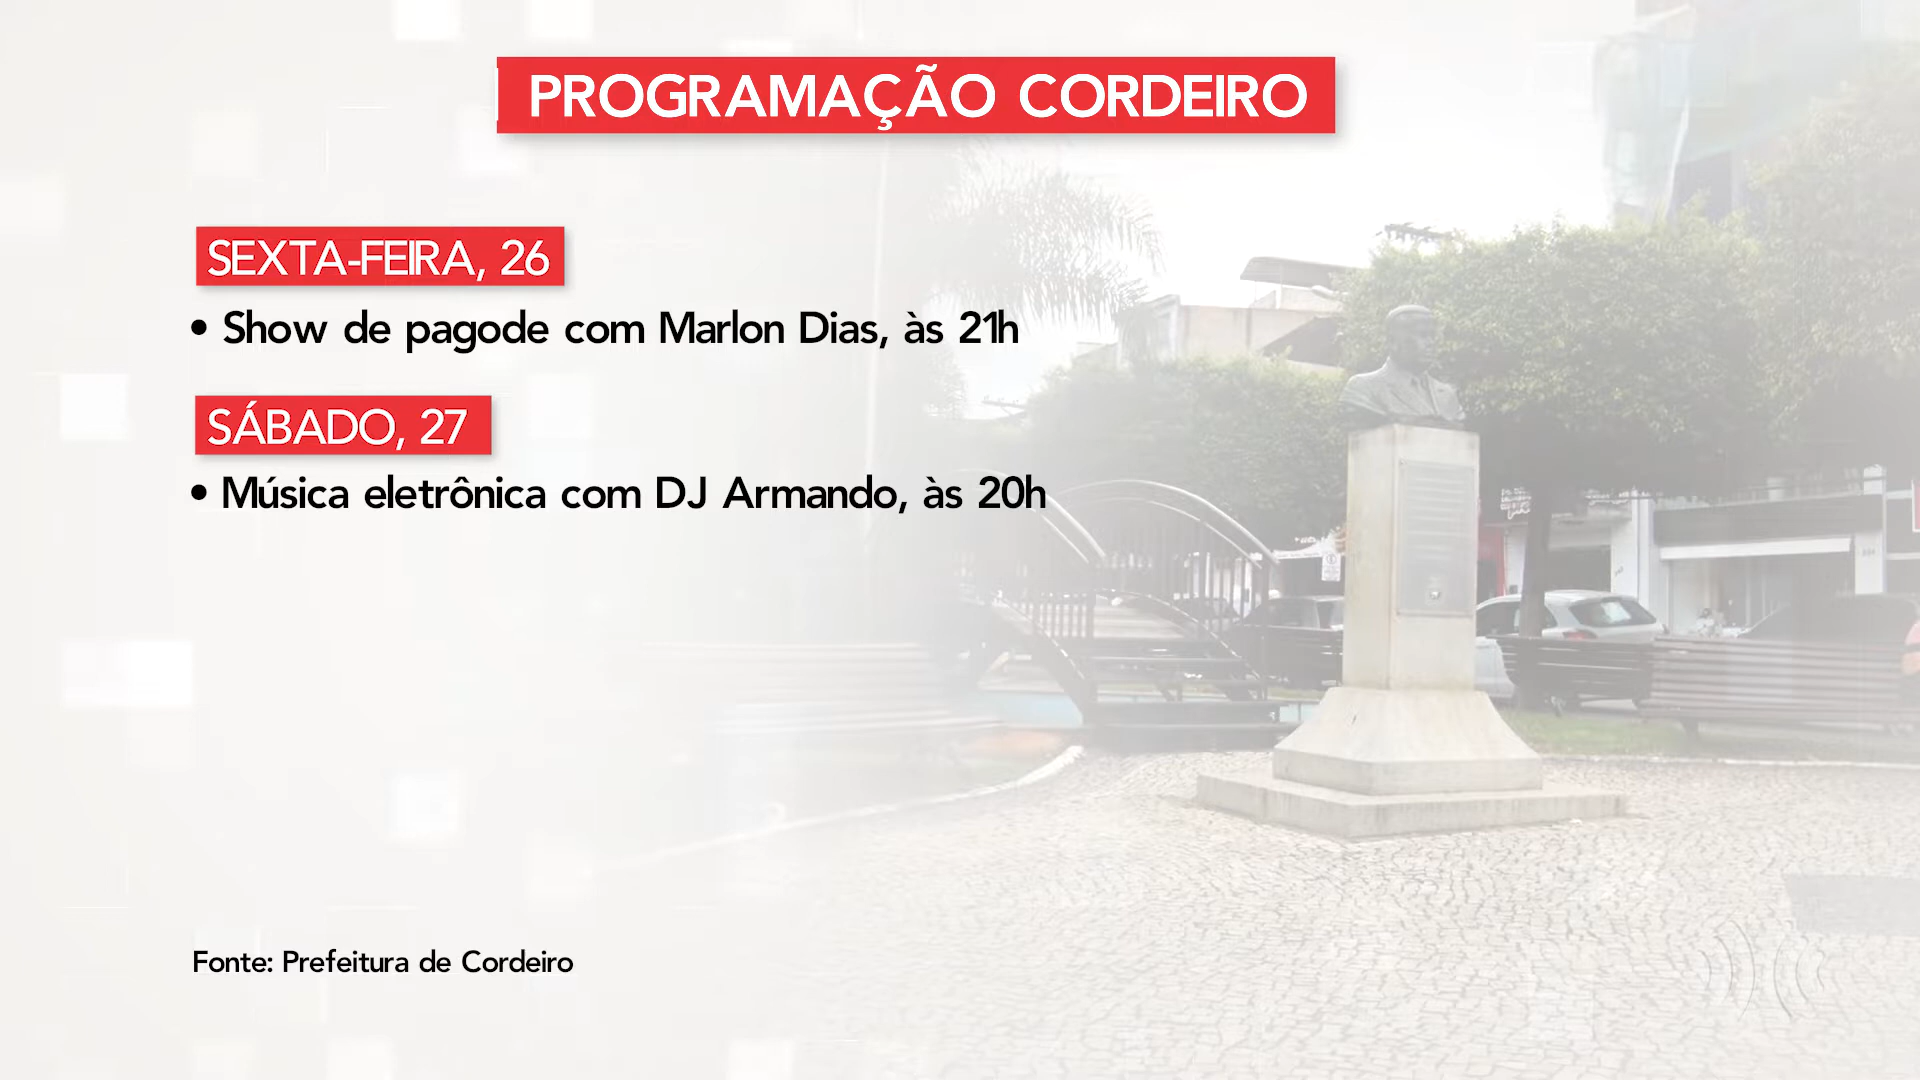 PROGRAMAÇÃO CORDEIRO
SEXTA-FEIRA, 26
• Show de pagode com Marlon Dias, às 21h
SÁBADO, 27
• Música eletrônica com DJ Armando, às 20h
Fonte: Prefeitura de Cordeiro